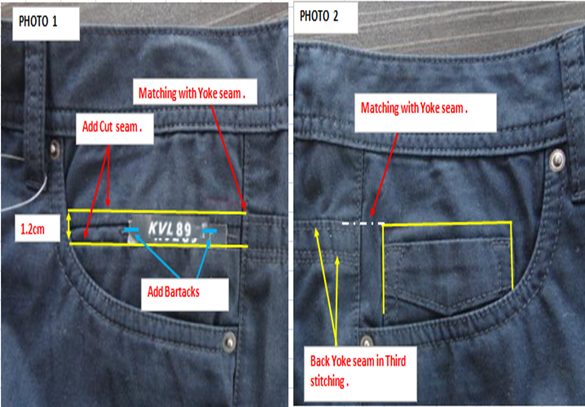 PHOTO 1
PHOTO 2
Matching with Yoke seam .
Matching with Yoke seam .
Add Cut seam .
1.2cm
KVL89
Add Bartacks
Back Yoke seam in Third
stitching .